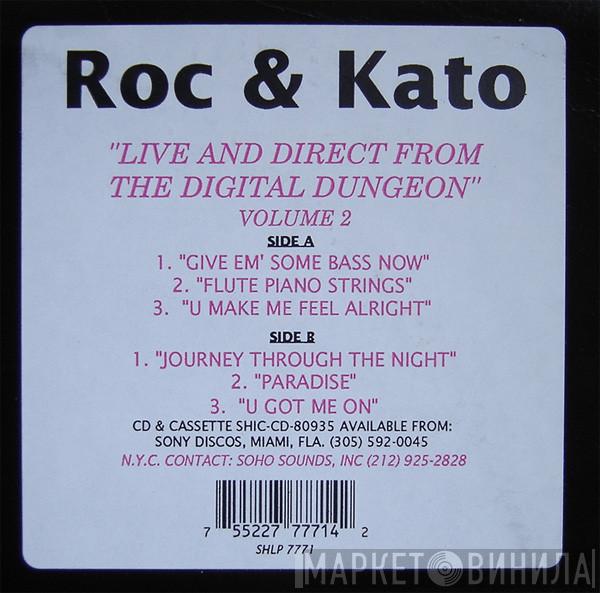 Roc & Kato
"LIVE AND DIRECT FROM
THE DIGITAL DUNGEON"
VOLUME 2
SIDE A
1. "GIVE EM' SOME BASS NOW"
2. "FLUTE PIANO STRINGS"
3. "U MAKE ME FEEL ALRIGHT"
SIDE B
1. "JOURNEY THROUGH THE NIGHT"
2. "PARADISE"
3. "U GOT ME ON"
CD & CASSETTE SHIC-CD-80935 AVAILABLE FROM:
SONY DISCOS, MIAMI, FLA. (305) 592-0045
N.Y.C. CONTACT: SOHO SOUNDS, INC (212) 925-2828
7 55227 77714 2
SHLP 7771
МАРКЕТ ВИНИЛА